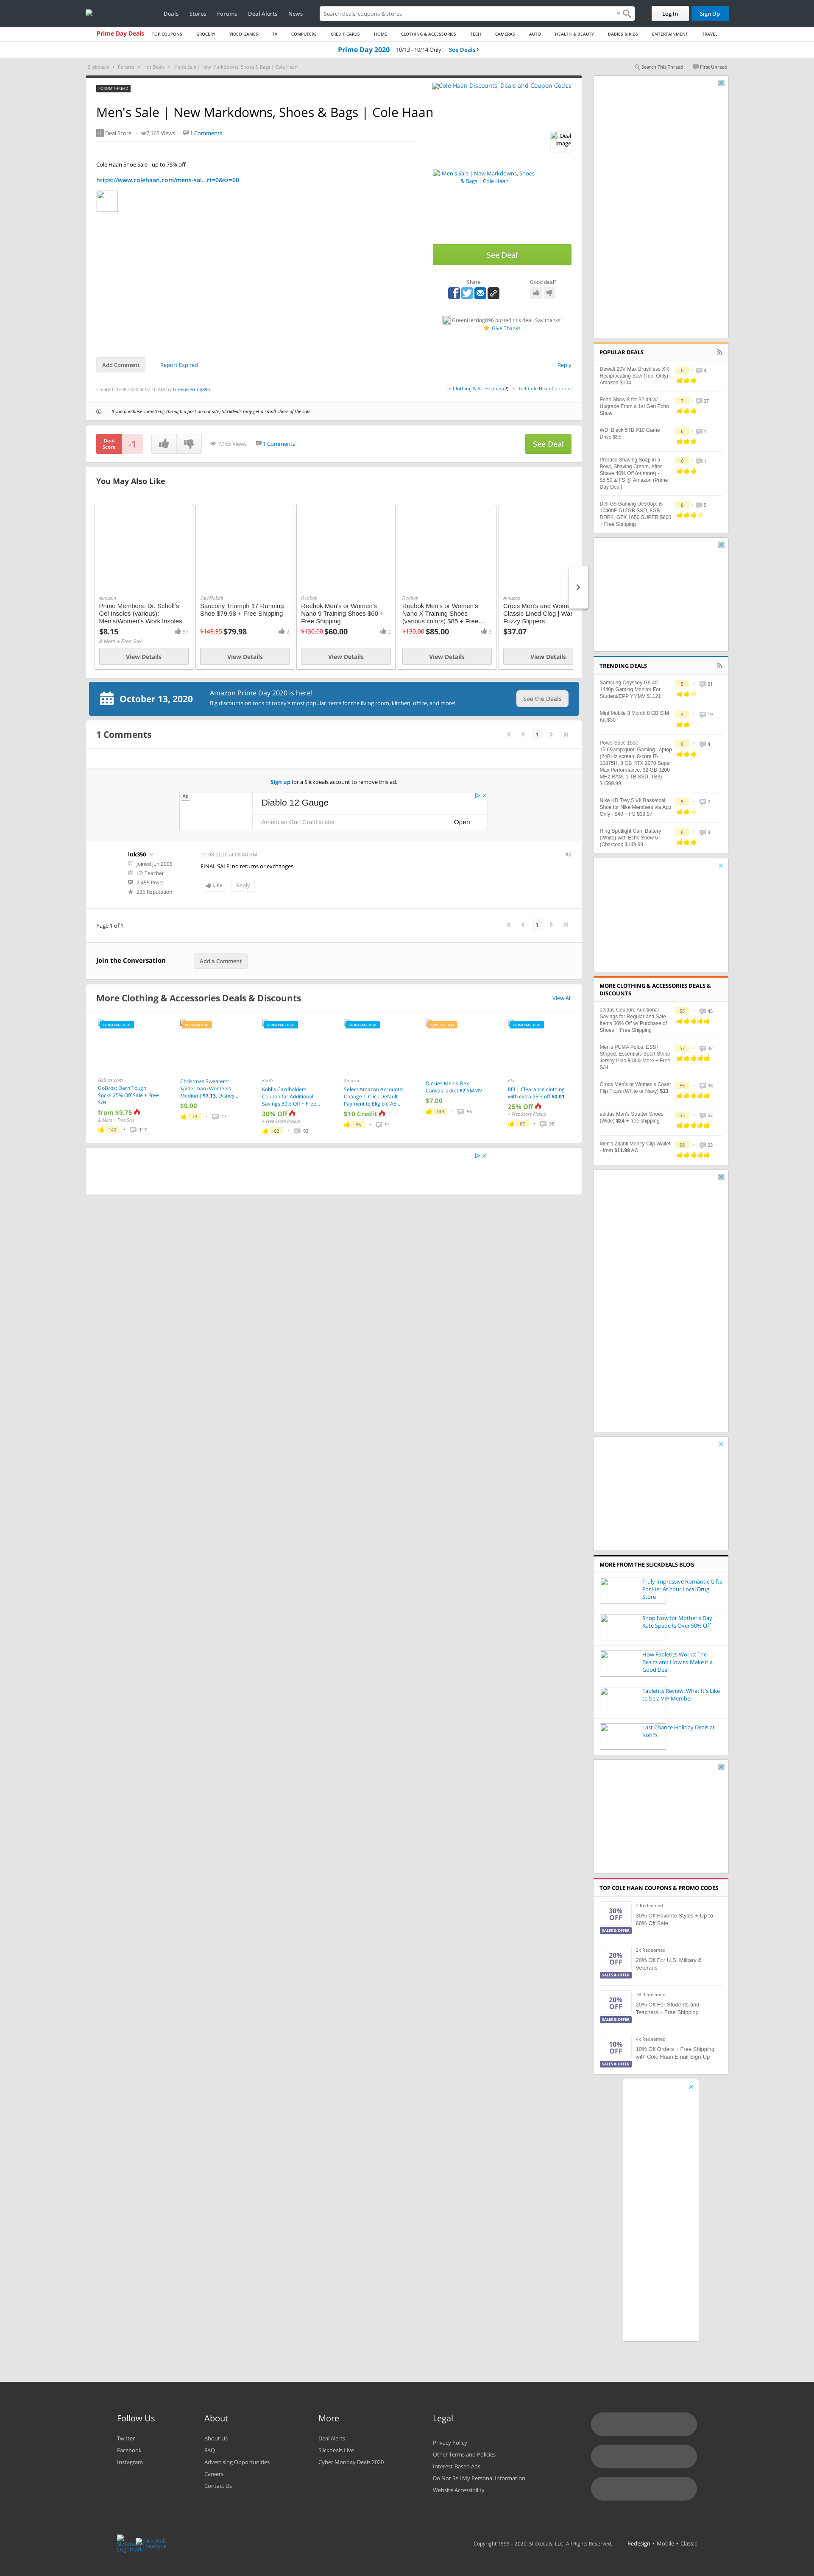 Deals Stores Forums Deal Alerts News
Search deals, coupons & stores
Log In
Sign Up
Prime Day Deals TOP COUPONS GROCERY VIDEO GAMES TV COMPUTERS CREDIT CARDS HOME CLOTHING & ACCESSORIES TECH CAMERAS AUTO HEALTH & BEAUTY BABIES & KIDS ENTERTAINMENT TRAVEL
Prime Day 2020 10/13 - 10/14 Only! See Deals
Slickdeals Forums Hot Deals Men's Sale | New Markdowns, Shoes & Bags | Cole Haan
Search This Thread First Unread
FORUM THREAD
Cole Haan Discounts, Deals and Coupon Codes
Men's Sale | New Markdowns, Shoes & Bags | Cole Haan
Deal Score 7,165 Views 1 Comments
Deal Image
Cole Haan Shoe Sale - up to 75% off
https://www.colehaan.com/mens-sal...rt=0&sz=60
Men's Sale | New Markdowns, Shoes & Bags | Cole Haan
See Deal
Share
Good deal?
GreenHerring896 posted this deal. Say thanks!
Give Thanks
Add Comment
Report Expired
Reply
Created 10-08-2020 at 07:16 AM by GreenHerring896
Clothing & Accessories (2) Get Cole Haan Coupons
If you purchase something through a post on our site, Slickdeals may get a small share of the sale.
Deal Score
-1
7,165 Views 1 Comments
See Deal
You May Also Like
Amazon
Prime Members: Dr. Scholl's Gel Insoles (various): Men's/Women's Work Insoles
$8.15
57
& More + Free S/H
View Details
JackRabbit
Saucony Triumph 17 Running Shoe $79.98 + Free Shipping
$149.95 $79.98
2
View Details
Reebok
Reebok Men's or Women's Nano 9 Training Shoes $60 + Free Shipping
$130.00 $60.00
2
View Details
Reebok
Reebok Men's or Women's Nano X Training Shoes (various colors) $85 + Free...
$130.00 $85.00
3
View Details
Amazon
Crocs Men's and Wome
Classic Lined Clog | War
Fuzzy Slippers
$37.07
View Details
October 13, 2020
Amazon Prime Day 2020 is here!
Big discounts on tons of today's most popular items for the living room, kitchen, office, and more!
See the Deals
1 Comments
1
Sign up for a Slickdeals account to remove this ad.
Ad
Diablo 12 Gauge
American Gun CraftHolster
Open
luk350
Joined Jun 2006
L7: Teacher
2,455 Posts
235 Reputation
10-08-2020 at 08:40 AM
#2
FINAL SALE: no returns or exchanges
Like
Reply
Page 1 of 1
1
Join the Conversation
Add a Comment
More Clothing & Accessories Deals & Discounts
View All
FRONTPAGE DEAL
GoBros.com
GoBros: Darn Tough Socks 25% Off Sale + Free S/H
from $9.75
& More + Free S/H
149 117
POPULAR DEAL
Christmas Sweaters: Spiderman (Women's Medium) $7.13, Disney...
$0.00
73 17
FRONTPAGE DEAL
Kohl's
Kohl's Cardholders Coupon for Additional Savings 30% Off + Free...
30% Off
+ Free Store Pickup
62 93
FRONTPAGE DEAL
Amazon
Select Amazon Accounts: Change 1-Click Default Payment to Eligible AE...
$10 Credit
96 91
POPULAR DEAL
Dickies Men's Flex Canvas Jacket $7 YMMV
$7.00
149 56
FRONTPAGE DEAL
REI
REI | Clearance clothing with extra 25% off $0.01
25% Off
+ Free Store Pickup
67 36
POPULAR DEALS
Dewalt 20V Max Brushless XR Reciprocating Saw (Tool Only) - Amazon $104
6 4
Echo Show 8 for $2.49 w/ Upgrade From a 1st Gen Echo Show
7 27
WD_Black 5TB P10 Game Drive $95
6 1
Proraso Shaving Soap in a Bowl, Shaving Cream, After Shave 40% Off (or more) - $5.50 & FS @ Amazon (Prime Day Deal)
6 1
Dell G5 Gaming Desktop: i5-10400F, 512GB SSD, 8GB DDR4, GTX 1650 SUPER $600 + Free Shipping
8 5
TRENDING DEALS
Samsung Odyssey G9 49" 1440p Gaming Monitor For Student/EPP YMMV $1121
5 21
Mint Mobile 3 Month 8 GB SIM Kit $30
4 19
PowerSpec 1530 15.6&amp;quot; Gaming Laptop (240 Hz screen, 8-core i7-10875H, 8 GB RTX 2070 Super Max Performance, 32 GB 3200 MHz RAM, 1 TB SSD, TB3) $1599.99
6 4
Nike KD Trey 5 VII Basketball Shoe for Nike Members via App Only - $40 + FS $39.97
5 7
Ring Spotlight Cam Battery (White) with Echo Show 5 (Charcoal) $149.99
6 3
MORE CLOTHING & ACCESSORIES DEALS & DISCOUNTS
adidas Coupon: Additional Savings for Regular and Sale Items 30% Off w/ Purchase of Shoes + Free Shipping
55 45
Men's PUMA Polos: ESS+ Striped, Essentials Sport Stripe Jersey Polo $13 & More + Free S/H
52 32
Crocs Men's or Women's Coast Flip Flops (White or Navy) $13
55 38
adidas Men's Shutler Shoes (Wide) $24 + free shipping
55 52
Men's Zitahli Money Clip Wallet - from $11.99 AC
98 33
MORE FROM THE SLICKDEALS BLOG
Truly Impressive Romantic Gifts For Her At Your Local Drug Store
Shop Now for Mother's Day: Kate Spade Is Over 50% Off
How Fabletics Works: The Basics and How to Make it a Good Deal
Fabletics Review: What It's Like to be a VIP Member
Last Chance Holiday Deals at Kohl's
TOP COLE HAAN COUPONS & PROMO CODES
30% OFF
SALES & OFFER
2 Redeemed
30% Off Favorite Styles + Up to 60% Off Sale
20% OFF
SALES & OFFER
2k Redeemed
20% Off For U.S. Military & Veterans
20% OFF
SALES & OFFER
78 Redeemed
20% Off For Students and Teachers + Free Shipping
10% OFF
SALES & OFFER
4k Redeemed
10% Off Orders + Free Shipping with Cole Haan Email Sign-Up
Follow Us
Twitter
Facebook
Instagram
About
About Us
FAQ
Advertising Opportunities
Careers
Contact Us
More
Deal Alerts
Slickdeals Live
Cyber Monday Deals 2020
Legal
Privacy Policy
Other Terms and Policies
Interest-Based Ads
Do Not Sell My Personal Information
Website Accessibility
Slickdeals Logomark
Slickdeals Logotype
Copyright 1999 – 2020. Slickdeals, LLC. All Rights Reserved. Redesign • Mobile • Classic